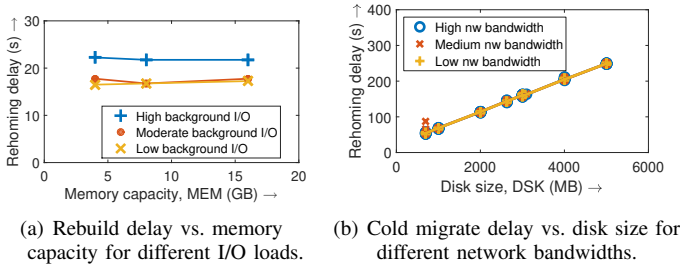 Rehoming delay (s) →
30
20
10
0
0
5
10
15
20
Memory capacity, MEM (GB) →
High background I/O
Moderate background I/O
Low background I/O
(a) Rebuild delay vs. memory
capacity for different I/O loads.
Rehoming delay (s) →
400
300
200
100
0
0
2000
4000
6000
Disk size, DSK (MB) →
High nw bandwidth
Medium nw bandwidth
Low nw bandwidth
(b) Cold migrate delay vs. disk size for
different network bandwidths.